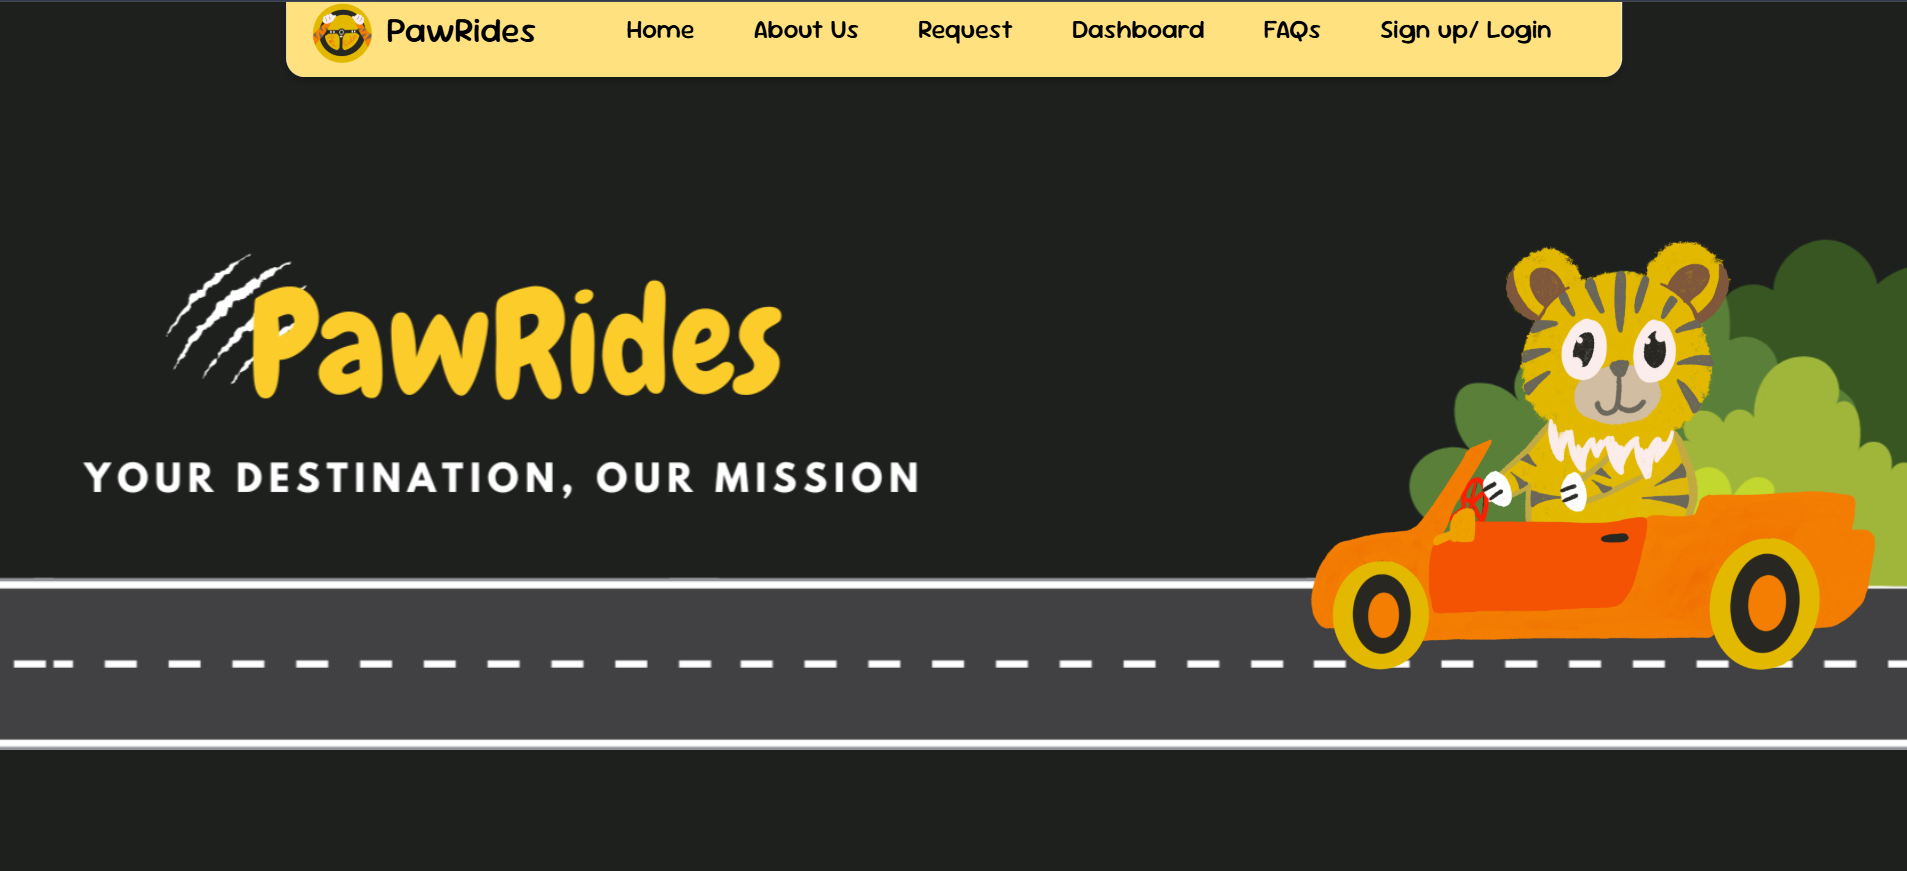 PawRides Home About Us Request Dashboard FAQs Sign up/ Login
PawRides
YOUR DESTINATION, OUR MISSION